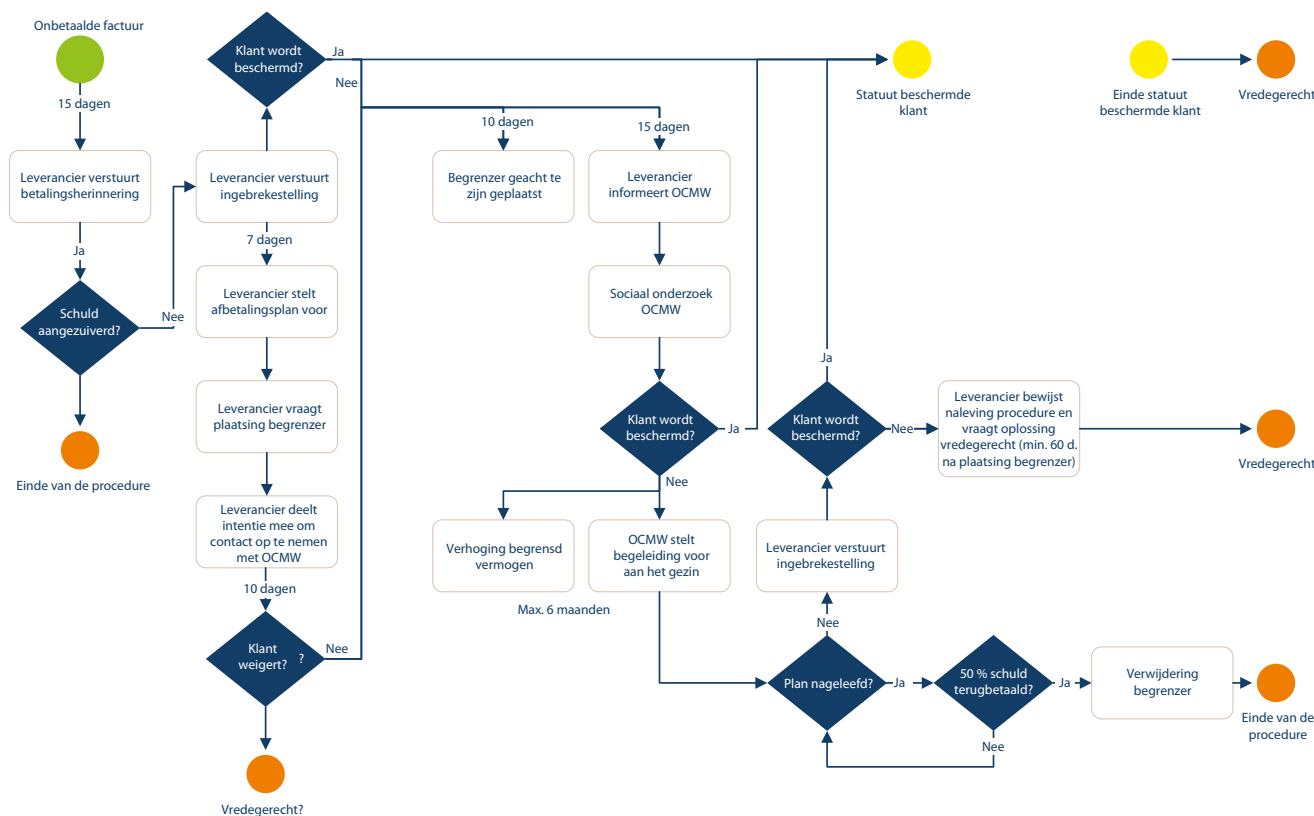 Onbetaalde factuur
15 dagen
Leverancier verstuurt
betalingsherinnering
Ja
Schuld
aangezuiverd?
Nee
Einde van de procedure
Klant wordt
beschermd?
Ja
Nee
Leverancier verstuurt
ingebrekestelling
7 dagen
Leverancier stelt
afbetalingsplan voor
Leverancier vraagt
plaatsing begrenzer
Leverancier deelt
intentie mee om
contact op te nemen
met OCMW
10 dagen
Klant
weigert? ?
Nee
Vredegerecht?
10 dagen
Begrenzer geacht te
zijn geplaatst
15 dagen
Leverancier
informeert OCMW
Sociaal onderzoek
OCMW
Klant wordt
beschermd?
Ja
Nee
Verhoging begrensd
vermogen
OCMW stelt
begeleiding voor
aan het gezin
Max. 6 maanden
Plan nageleefd?
Nee
Ja
Leverancier verstuurt
ingebrekestelling
Klant wordt
beschermd?
Ja
Nee
Leverancier bewijst
naleving procedure en
vraagt oplossing
vredegerecht (min. 60 d.
na plaatsing begrenzer)
Vredegerecht
50 % schuld
terugbetaald?
Ja
Nee
Verwijdering
begrenzer
Einde van de
procedure
Statuut beschermde
klant
Einde statuut
beschermde klant
Vredegerecht